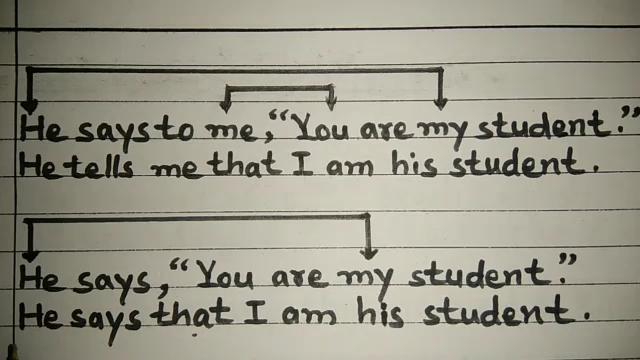 He says to me, “You are my student.”
He tells me that I am his student.
He says, “You are my student.”
He says that I am his student.